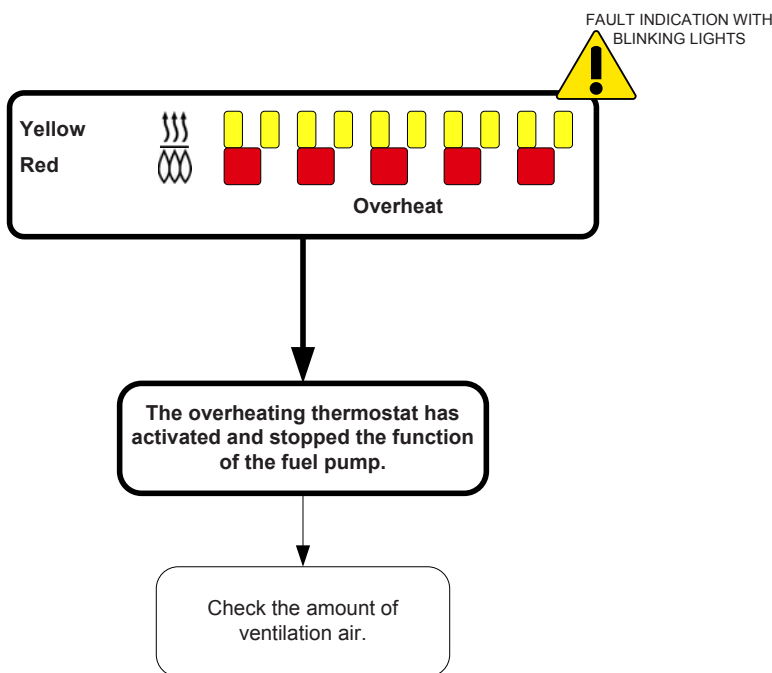 FAULT INDICATION WITH
BLINKING LIGHTS
Yellow
Red
Overheat
The overheating thermostat has
activated and stopped the function
of the fuel pump.
Check the amount of
ventilation air.